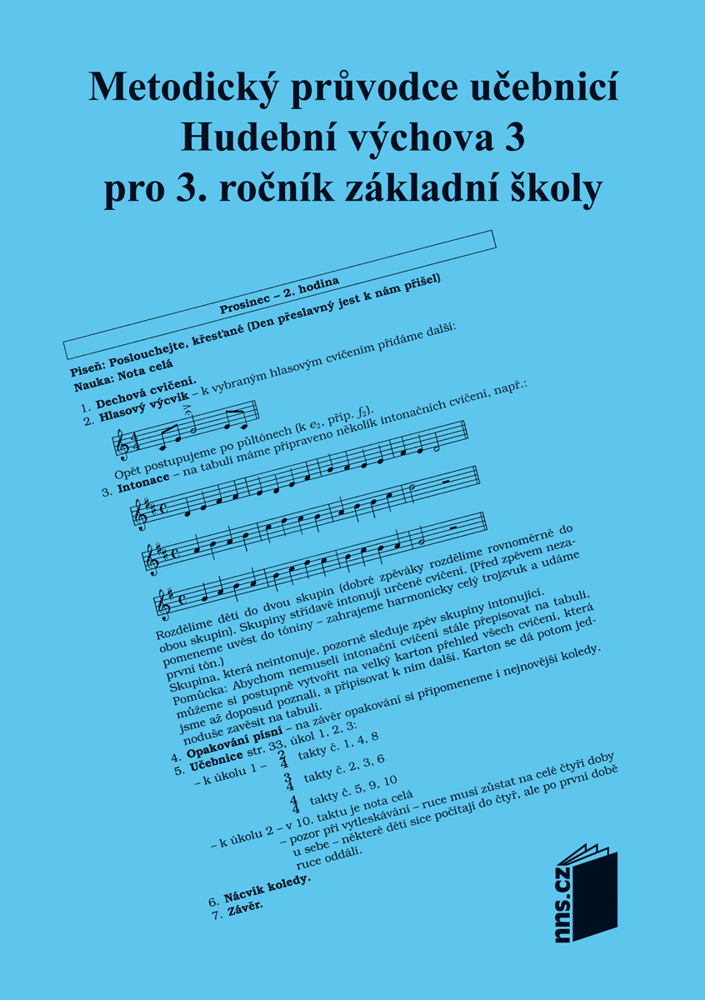 Metodický průvodce učebnicí
Hudební výchova 3
pro 3. ročník základní školy
Prosinec – 2. hodina
Piseň: Poslouchejte, křesťané (Den přeslavný jest k nám přišel)
Nauka: Nota celá
1. Dechová cvičení.
2. Hlasový výcvik – k vybraným hlasovým cvičením přidáme další:
4
4
Opět postupujeme po půltónech (k e2, příp. f2).
3. Intonace – na tabuli máme připraveno několik intonačních cvičení, např.:
Rozdělíme děti do dvou skupin (dobré zpěváky rozdělíme rovnoměrně do
obou skupin). Skupiny střídavě intonují určené cvičení. (Před zpěvem neza-
pomeneme uvést do tóniny – zahrajeme harmonicky celý trojzvuk a udáme
první tón.)
Skupina, která neintonuje, pozorně sleduje zpěv skupiny intonující.
Pomůcka: Abychom nemuseli intonační cvičení stále přepisovat na tabuli,
můžeme si postupně vytvořit na velký karton přehled všech cvičení, která
jsme až doposud poznali, a připisovat k nim další. Karton se dá potom jed-
noduše zavěsit na tabuli.
4. Opakování písní – na závěr opakování si připomeneme i nejnovější koledy.
5. Učebnice str. 33, úkol 1, 2, 3:
– k úkolu 1 – 2/4 takty č. 1, 4, 8
3/4 takty č. 2, 3, 6
4/4 takty č. 5, 9, 10
– k úkolu 2 – v 10. taktu je nota celá
– pozor při vytleskávání – ruce musí zůstat na celé čtyři doby
u sebe – některé děti sice počítají do čtyř, ale po první době
ruce oddálí.
6. Nácvik koledy.
7. Závěr.
nns.cz